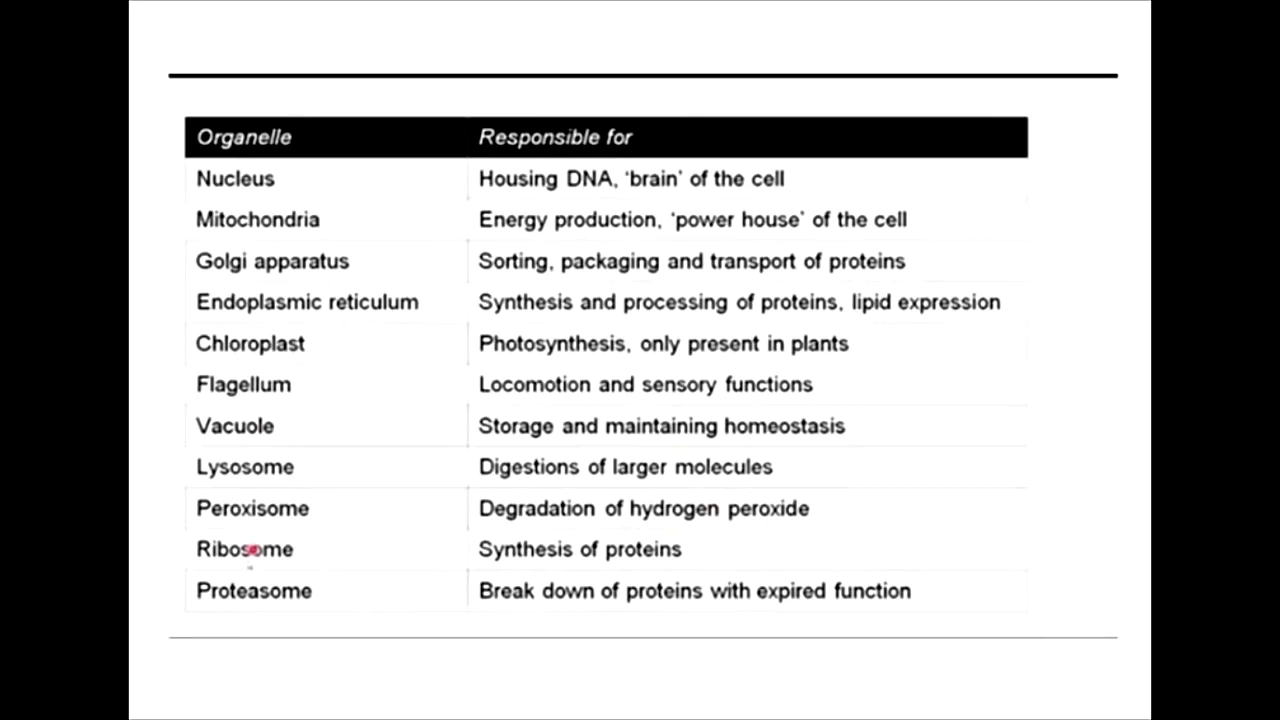 Organelle Responsible for
Nucleus Housing DNA, 'brain' of the cell
Mitochondria Energy production, 'power house' of the cell
Golgi apparatus Sorting, packaging and transport of proteins
Endoplasmic reticulum Synthesis and processing of proteins, lipid expression
Chloroplast Photosynthesis, only present in plants
Flagellum Locomotion and sensory functions
Vacuole Storage and maintaining homeostasis
Lysosome Digestions of larger molecules
Peroxisome Degradation of hydrogen peroxide
Ribosome Synthesis of proteins
Proteasome Break down of proteins with expired function